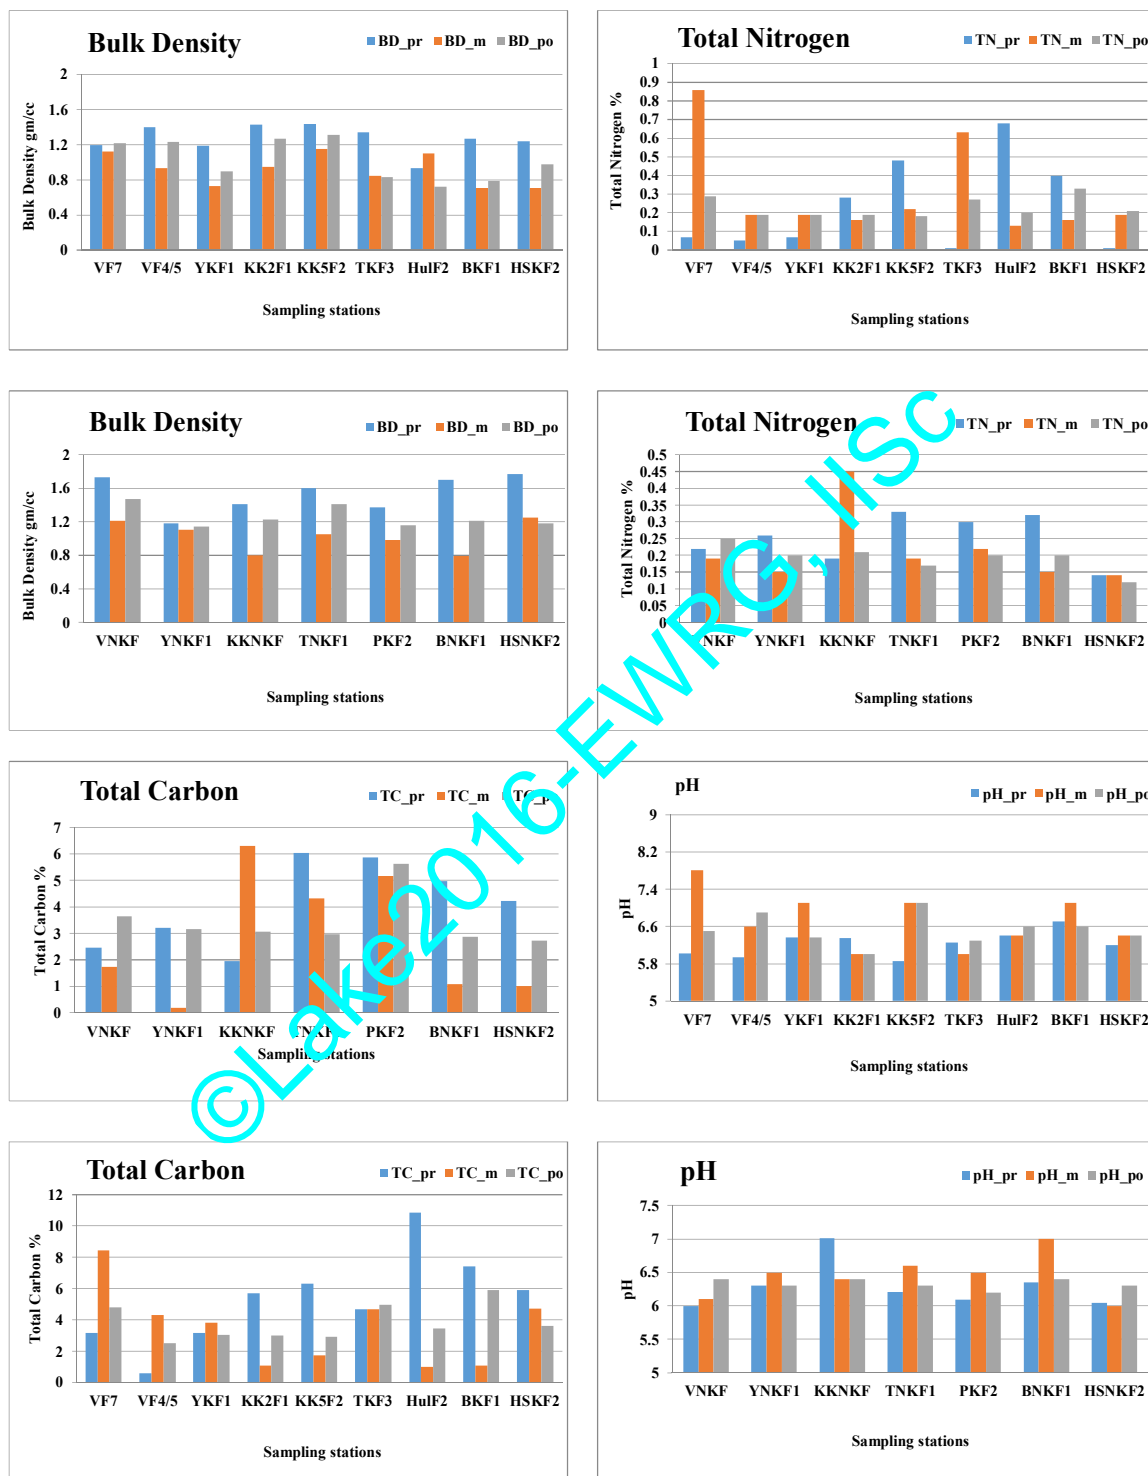 Bulk Density
BD_pr BD_m BD_po
Bulk Density gm/cc
2
1.6
1.2
0.8
0.4
0
VF7 VF4/5 YKF1 KK2F1 KK5F2 TKF3 HulF2 BKF1 HSKF2
Sampling stations
Total Nitrogen
TN_pr TN_m TN_po
Total Nitrogen %
1
0.9
0.8
0.7
0.6
0.5
0.4
0.3
0.2
0.1
0
VF7 VF4/5 YKF1 KK2F1 KK5F2 TKF3 HulF2 BKF1 HSKF2
Sampling stations
Bulk Density
BD_pr BD_m BD_po
Bulk Density gm/cc
2
1.6
1.2
0.8
0.4
0
VNKF YNKF1 KKNKF TNKF1 PKF2 BNKF1 HSNKF2
Sampling stations
Total Nitrogen
TN_pr TN_m TN_po
Total Nitrogen %
0.5
0.45
0.4
0.35
0.3
0.25
0.2
0.15
0.1
0.05
0
VNKF YNKF1 KKNKF TNKF1 PKF2 BNKF1 HSNKF2
Sampling stations
Total Carbon
TC_pr TC_m TC_po
Total Carbon %
7
6
5
4
3
2
1
0
VNKF YNKF1 KKNKF TNKF1 PKF2 BNKF1 HSNKF2
Sampling stations
pH
pH_pr pH_m pH_po
pH
9
8.2
7.4
6.6
5.8
5
VF7 VF4/5 YKF1 KK2F1 KK5F2 TKF3 HulF2 BKF1 HSKF2
Sampling stations
Total Carbon
TC_pr TC_m TC_po
Total Carbon %
12
10
8
6
4
2
0
VF7 VF4/5 YKF1 KK2F1 KK5F2 TKF3 HulF2 BKF1 HSKF2
Sampling stations
pH
pH_pr pH_m pH_po
pH
7.5
7
6.5
6
5.5
5
VNKF YNKF1 KKNKF TNKF1 PKF2 BNKF1 HSNKF2
Sampling stations
©Lake2016-EWRG, IISc